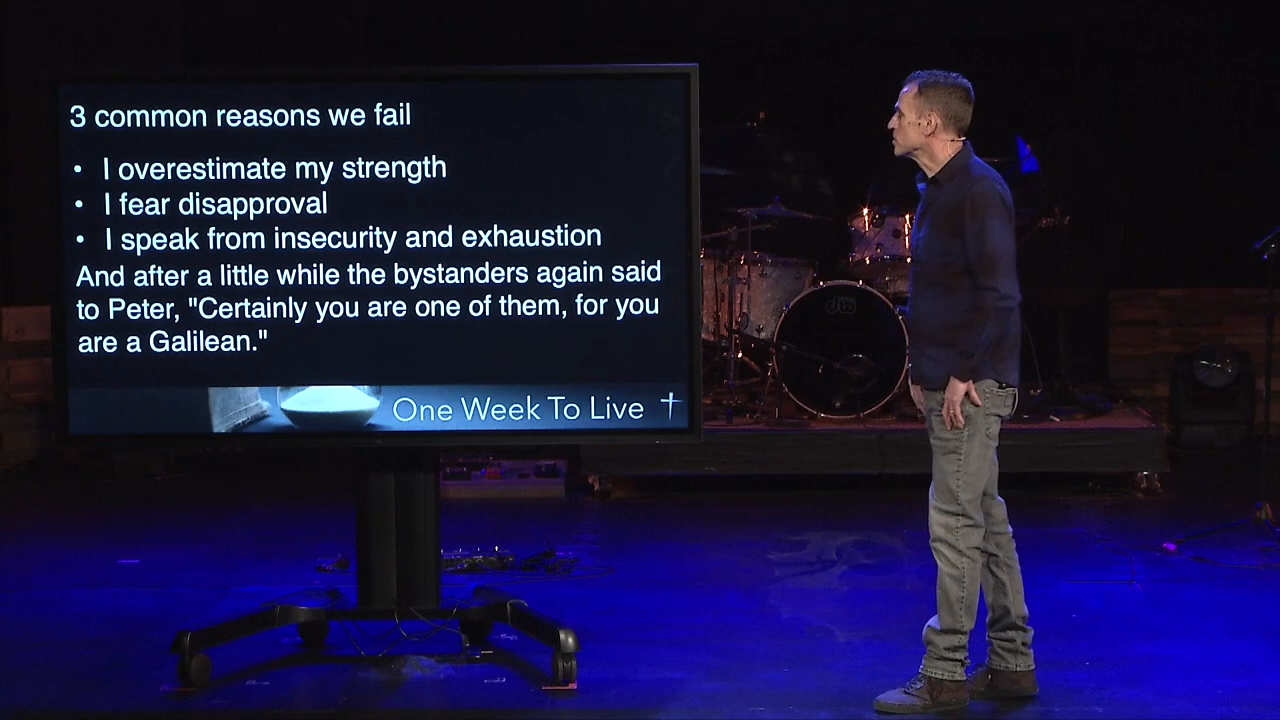 3 common reasons we fail
• I overestimate my strength
• I fear disapproval
• I speak from insecurity and exhaustion
And after a little while the bystanders again said
to Peter, "Certainly you are one of them, for you
are a Galilean."
One Week To Live
dw